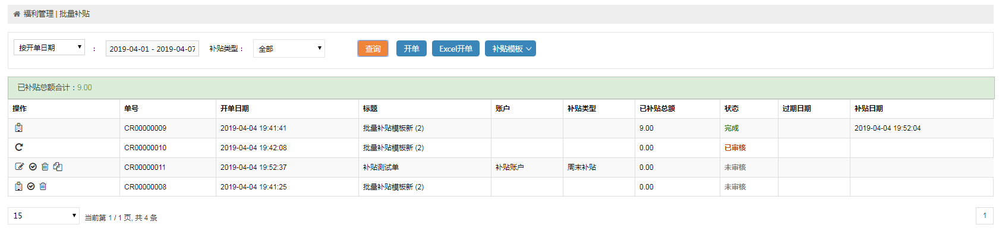 福利管理 | 批量补贴
按开单日期 : 2019-04-01 - 2019-04-07 补贴类型： 全部 查询 开单 Excel开单 补贴模板
已补贴总额合计：9.00
操作 单号 开单日期 标题 账户 补贴类型 已补贴总额 状态 过期日期 补贴日期
CR00000009 2019-04-04 19:41:41 批量补贴模板新 (2) 9.00 完成 2019-04-04 19:52:04
CR00000010 2019-04-04 19:42:08 批量补贴模板新 (2) 0.00 已审核
CR00000011 2019-04-04 19:52:37 补贴测试单 补贴账户 周末补贴 0.00 未审核
CR00000008 2019-04-04 19:41:25 批量补贴模板新 (2) 0.00 未审核
15 当前第 1 / 1 页, 共 4 条 1